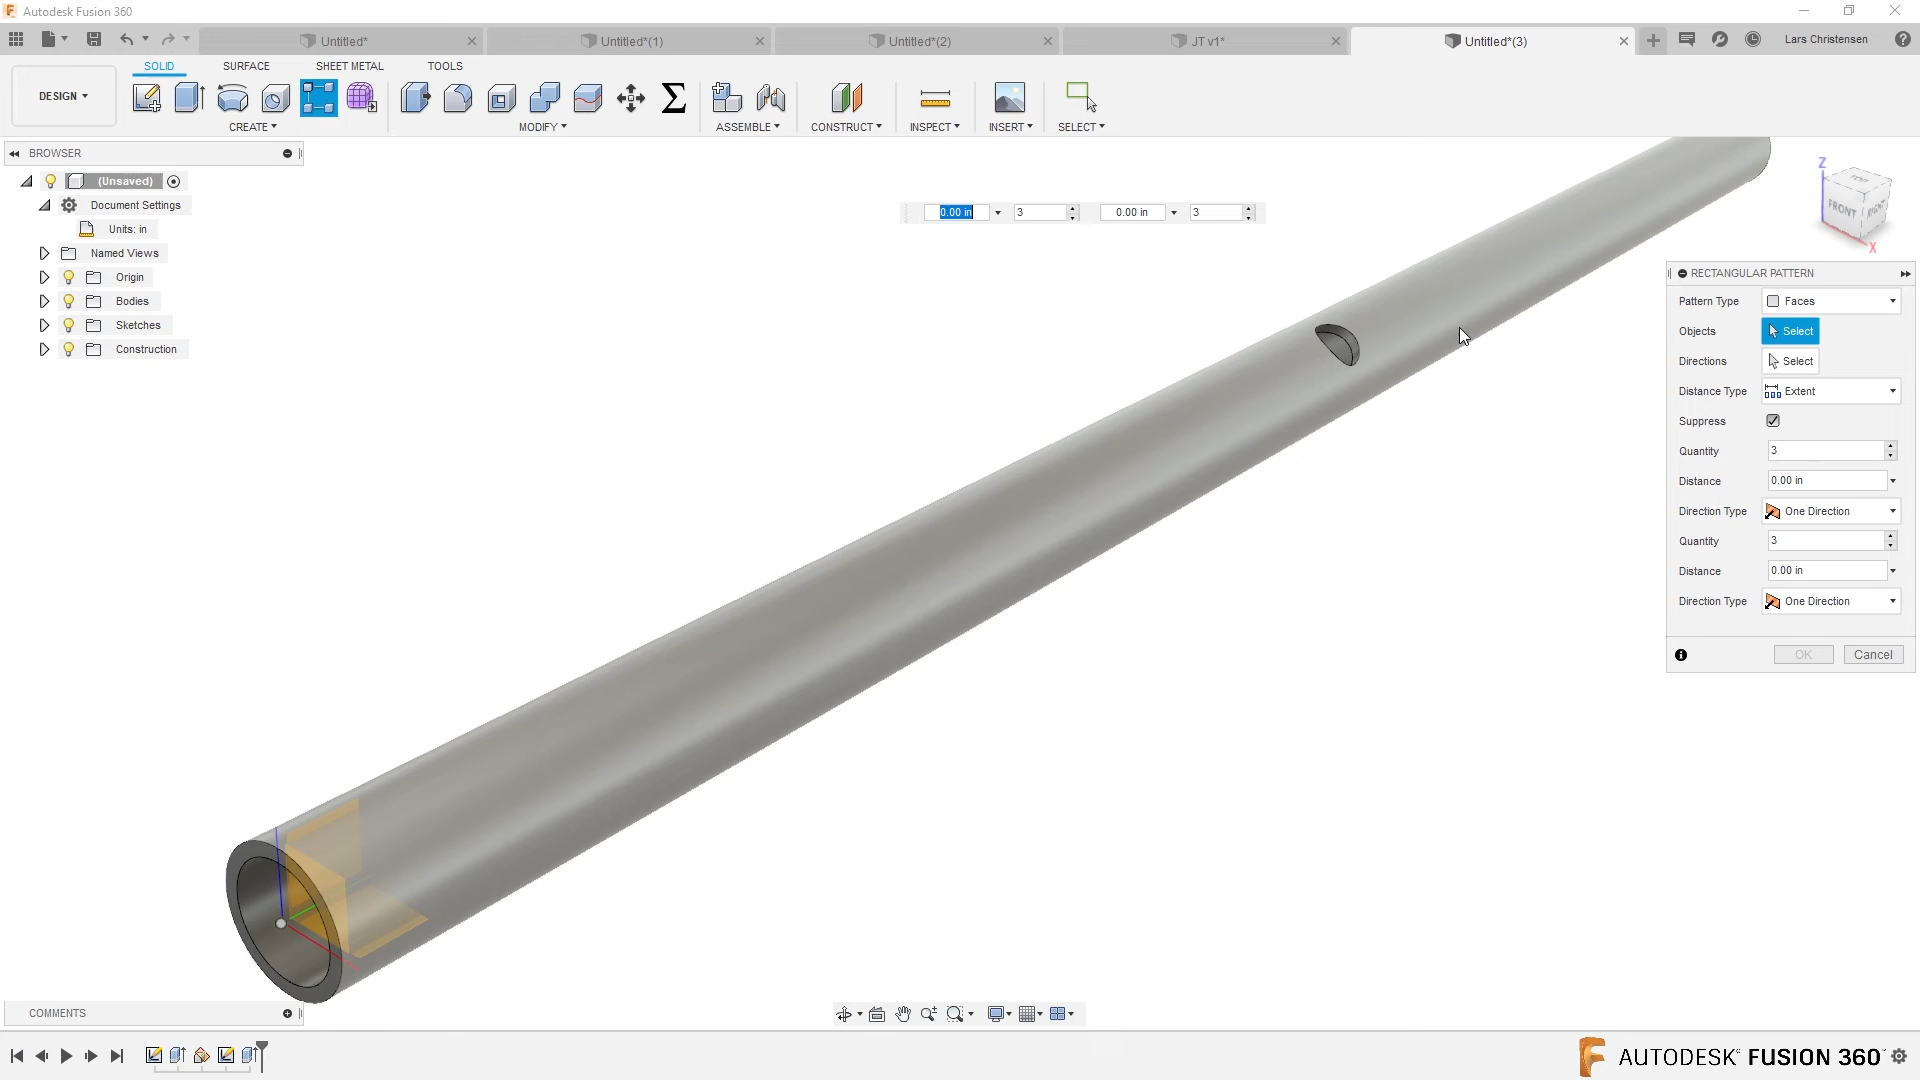 Autodesk Fusion 360
Untitled*
Untitled*(1)
Untitled*(2)
JT v1*
Untitled*(3)
Lars Christensen
DESIGN
SOLID
SURFACE
SHEET METAL
TOOLS
CREATE
MODIFY
ASSEMBLE
CONSTRUCT
INSPECT
INSERT
SELECT
BROWSER
(Unsaved)
Document Settings
Units: in
Named Views
Origin
Bodies
Sketches
Construction
0.00 in
3
0.00 in
3
Z
TOP
FRONT
RIGHT
X
RECTANGULAR PATTERN
Pattern Type Faces
Objects Select
Directions Select
Distance Type Extent
Suppress
Quantity 3
Distance 0.00 in
Direction Type One Direction
Quantity 3
Distance 0.00 in
Direction Type One Direction
OK Cancel
COMMENTS
AUTODESK FUSION 360